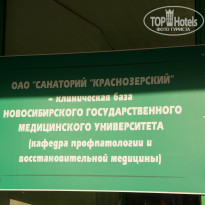 TOP Hotels
ФОТО ТУРИСТА
ОАО "САНАТОРИЙ "КРАСНОЗЕРСКИЙ"
- Клиническая база
НОВОСИБИРСКОГО ГОСУДАРСТВЕННОГО
МЕДИЦИНСКОГО УНИВЕРСИТЕТА
(кафедра профпатологии и
восстановительной медицины)